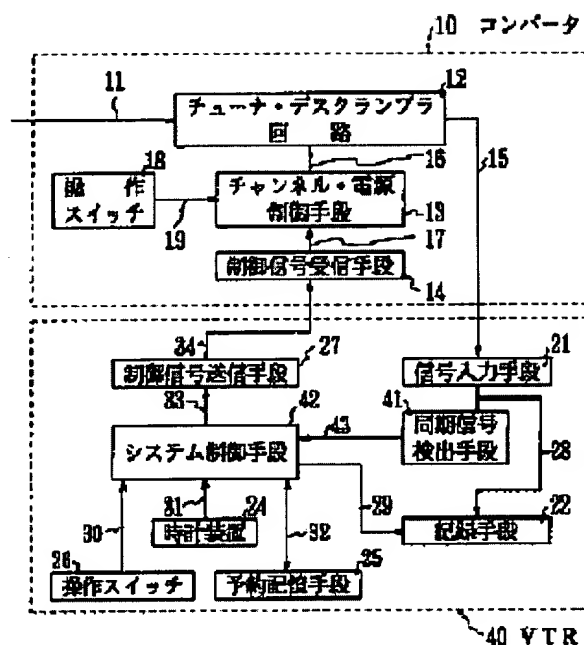 10 コンバータ
11
12
チューナ・デスクランブラ
回路
18
操作
スイッチ
16
15
19
チャンネル・電源
制御手段
13
17
制御信号受信手段
14
34
27
制御信号送信手段
21
信号入力手段
33
42
41
43
同期信号
検出手段
システム制御手段
28
31
24
29
22
30
時計装置
32
記録手段
26
25
操作スイッチ
予約記憶手段
40 VTR